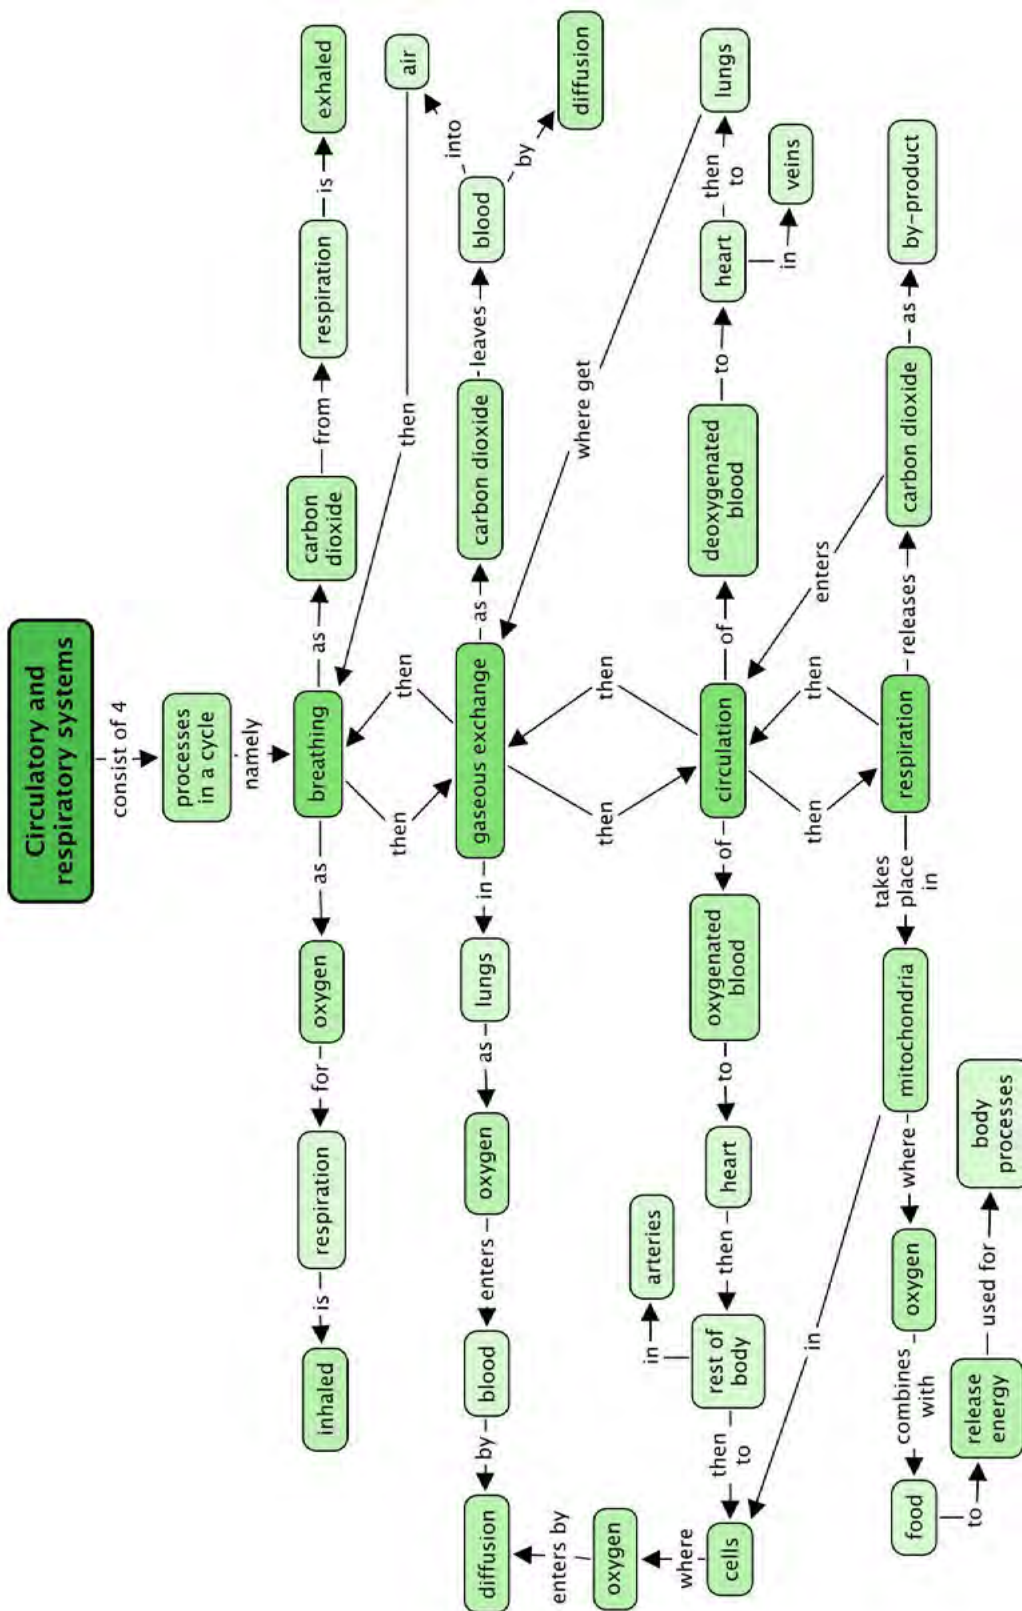 Circulatory and
respiratory systems
consist of 4
processes
in a cycle
namely
inhaled
is
respiration
for
oxygen
as
breathing
as
carbon
dioxide
from
respiration
is
exhaled
then
then
then
air
into
diffusion
by
blood
enters
oxygen
as
lungs
in
gaseous exchange
as
carbon dioxide
leaves
blood
by
diffusion
enters by
oxygen
where
then
then
where get
arteries
in
cells
then
to
rest of
body
then
heart
to
oxygenated
blood
of
circulation
of
deoxygenated
blood
to
heart
then
to
lungs
in
veins
in
then
then
enters
takes
place
in
mitochondria
respiration
releases
carbon dioxide
as
by-product
where
oxygen
combines
with
food
to
release
energy
used for
body
processes